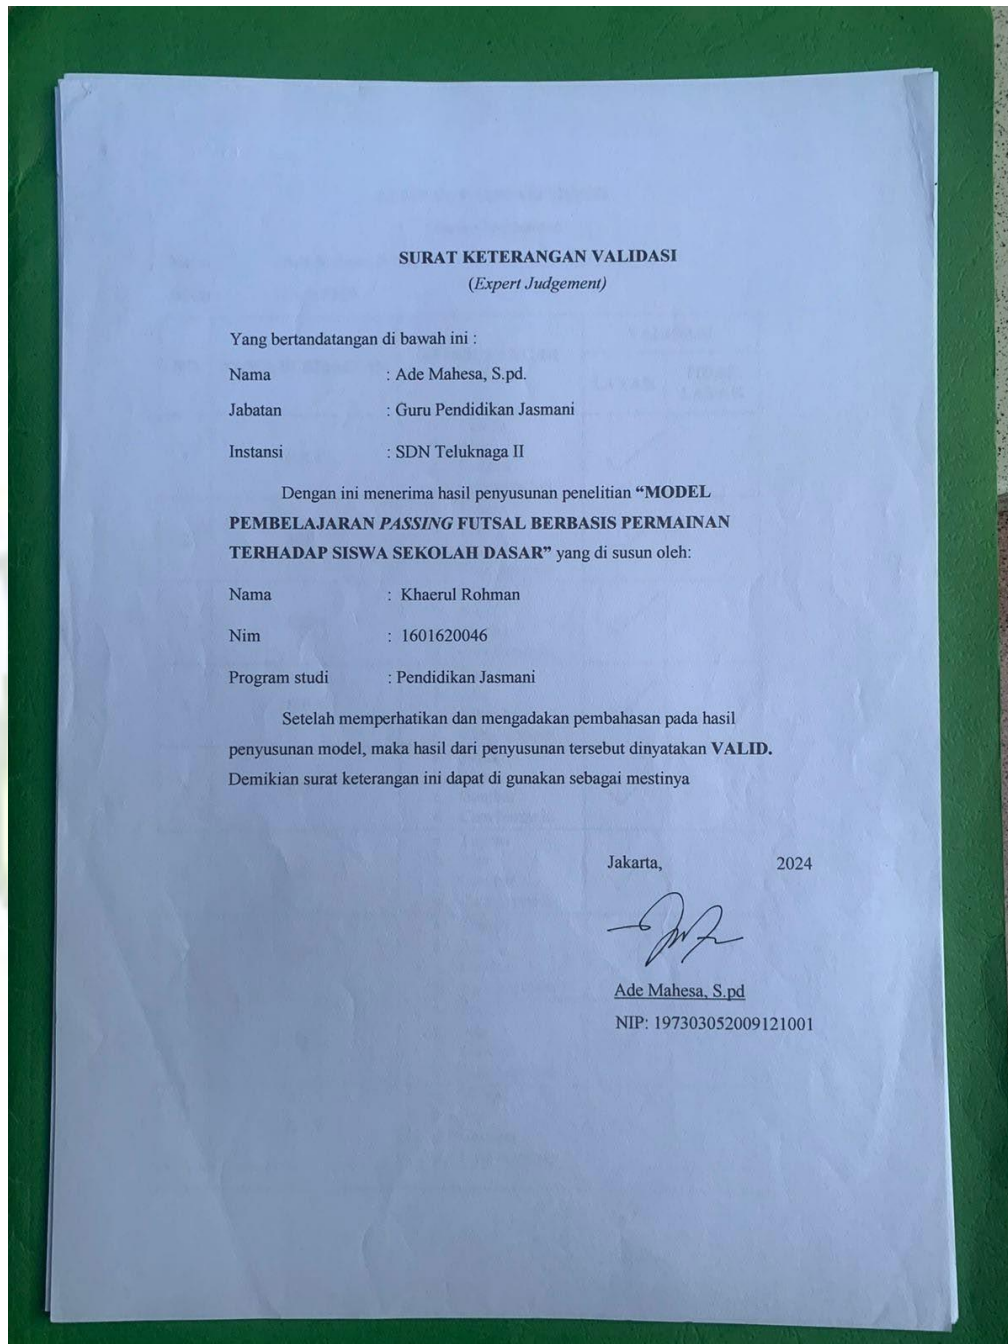 SURAT KETERANGAN VALIDASI
(Expert Judgement)
Yang bertandatangan di bawah ini :
Nama : Ade Mahesa, S.pd.
Jabatan : Guru Pendidikan Jasmani
Instansi : SDN Teluknaga II
Dengan ini menerima hasil penyusunan penelitian “MODEL
PEMBELAJARAN PASSING FUTSAL BERBASIS PERMAINAN
TERHADAP SISWA SEKOLAH DASAR” yang di susun oleh:
Nama : Khaerul Rohman
Nim : 1601620046
Program studi : Pendidikan Jasmani
Setelah memperhatikan dan mengadakan pembahasan pada hasil
penyusunan model, maka hasil dari penyusunan tersebut dinyatakan VALID.
Demikian surat keterangan ini dapat di gunakan sebagai mestinya
Jakarta, 2024
Ade Mahesa, S.pd
NIP: 197303052009121001